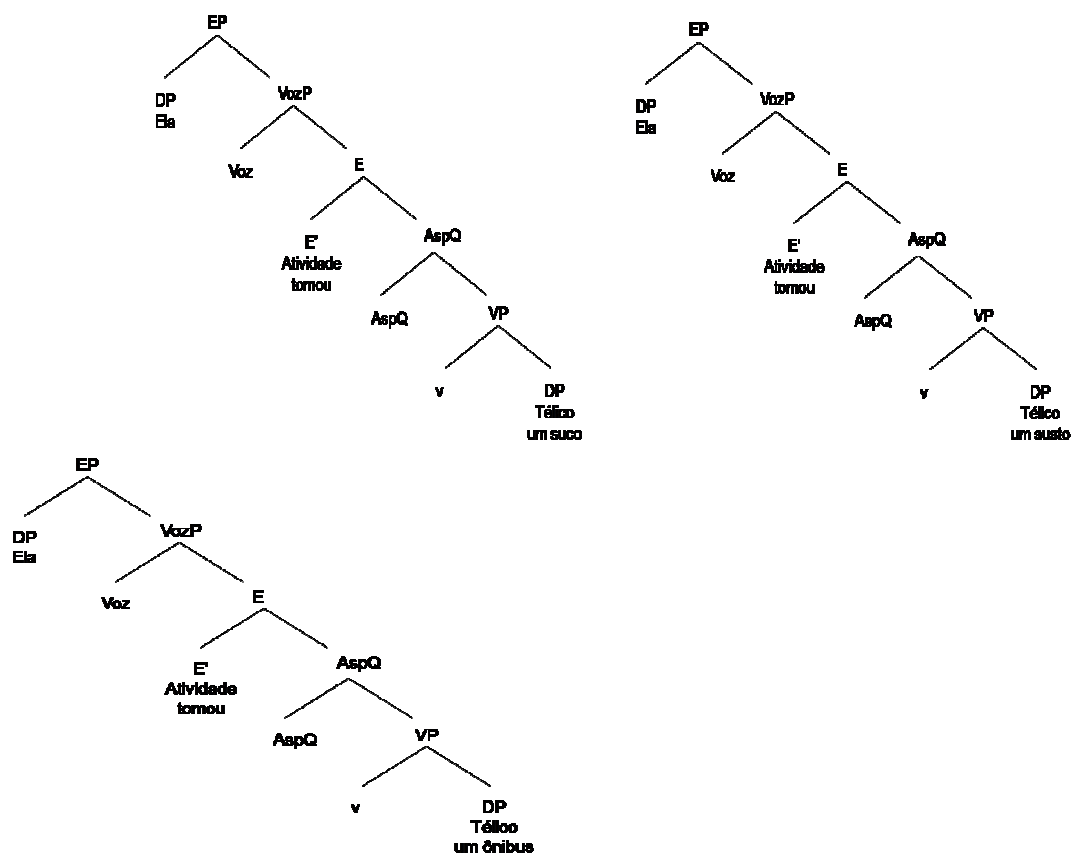 EP
DP
Ela
VozP
Voz
E
E'
Atividade
tomou
AspQ
AspQ
VP
v
DP
Télico
um suco
EP
DP
Ela
VozP
Voz
E
E'
Atividade
tomou
AspQ
AspQ
VP
v
DP
Télico
um susto
EP
DP
Ela
VozP
Voz
E
E'
Atividade
tomou
AspQ
AspQ
VP
v
DP
Télico
um ônibus